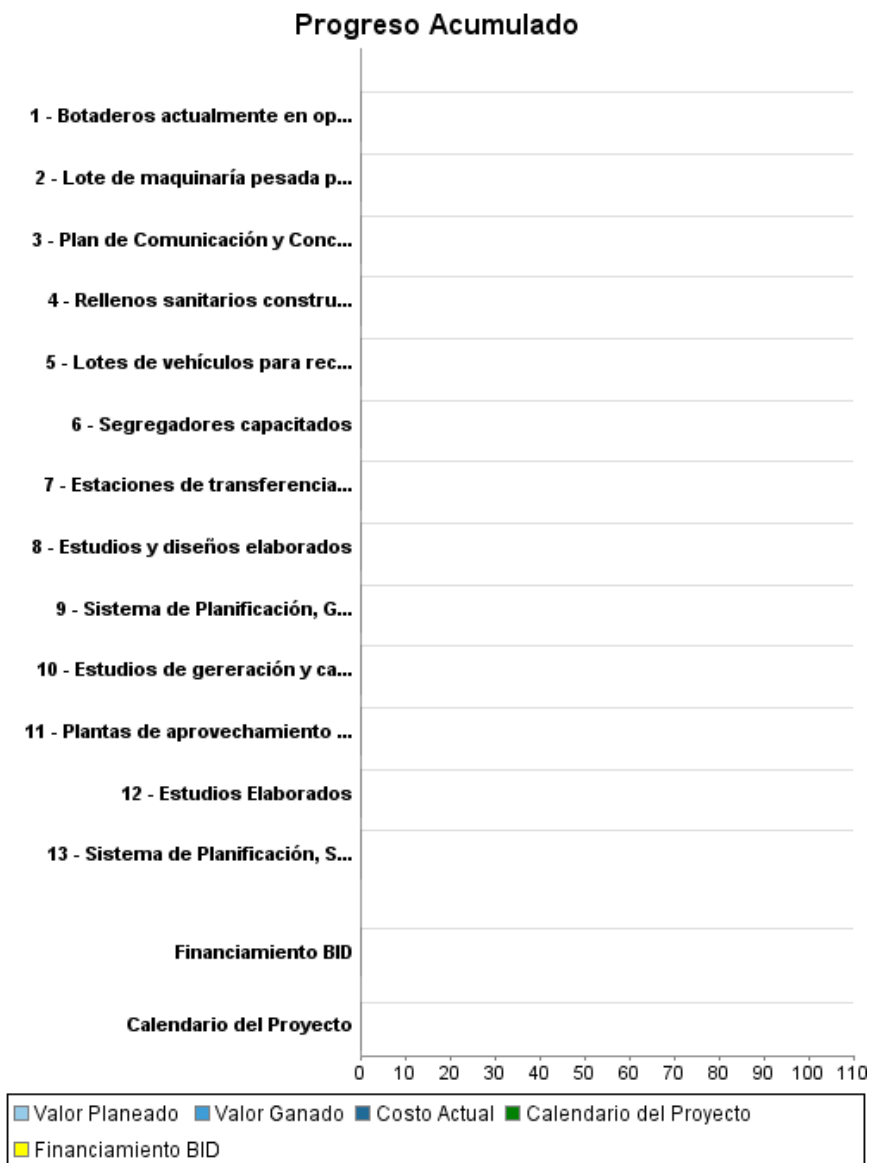 Progreso Acumulado
1 - Botaderos actualmente en op...
2 - Lote de maquinaría pesada p...
3 - Plan de Comunicación y Conc...
4 - Rellenos sanitarios constru...
5 - Lotes de vehículos para rec...
6 - Segregadores capacitados
7 - Estaciones de transferencia...
8 - Estudios y diseños elaborados
9 - Sistema de Planificación, G...
10 - Estudios de gereración y ca...
11 - Plantas de aprovechamiento ...
12 - Estudios Elaborados
13 - Sistema de Planificación, S...
Financiamiento BID
Calendario del Proyecto
0 10 20 30 40 50 60 70 80 90 100 110
Valor Planeado Valor Ganado Costo Actual Calendario del Proyecto
Financiamiento BID